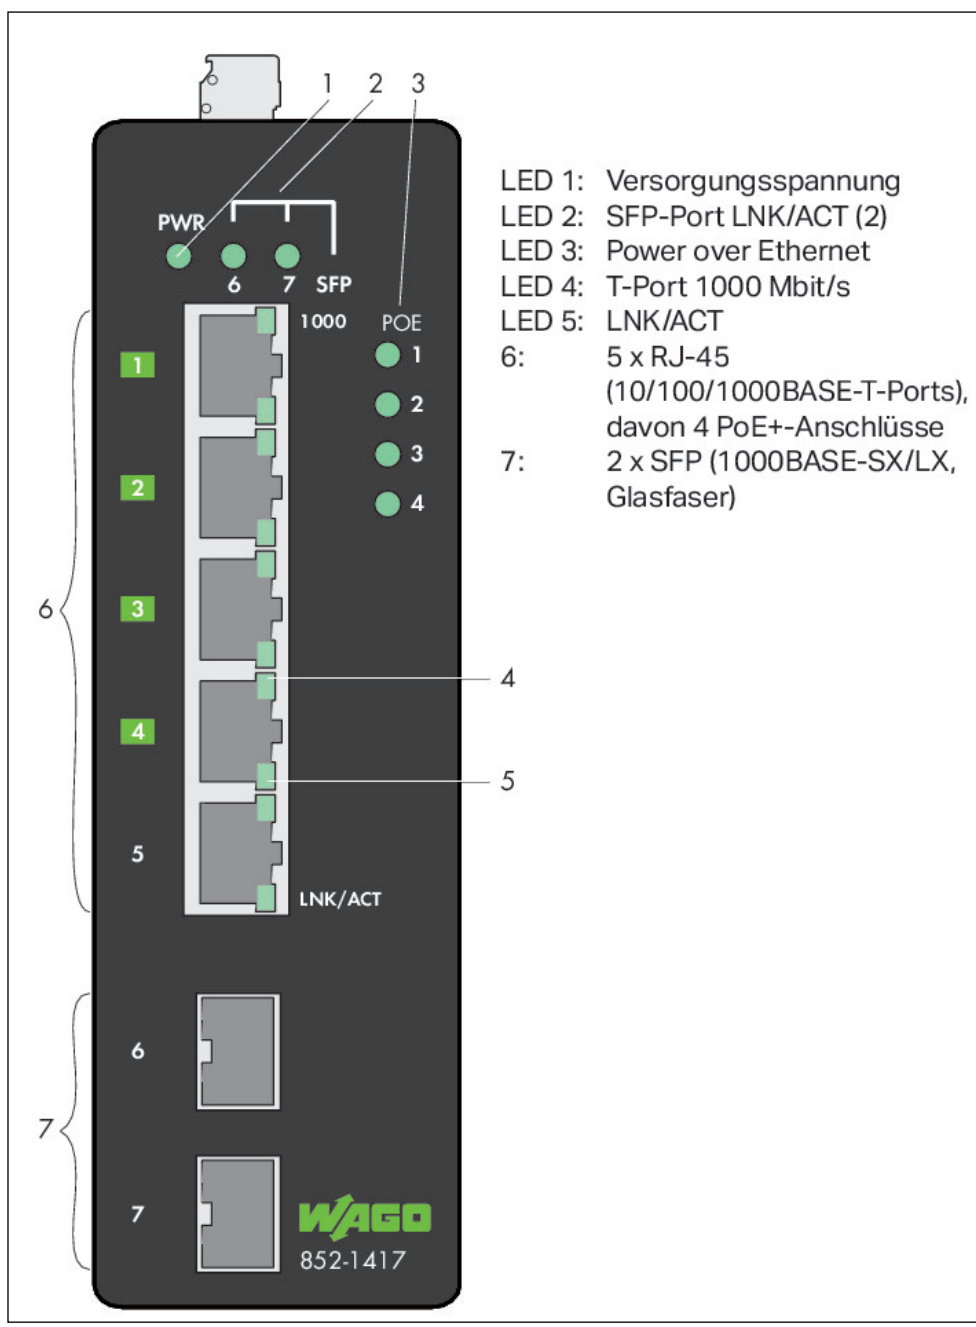 1 2 3
PWR
6 7 SFP
1000
POE
1
2
3
4
1
2
3
4
5
LNK/ACT
6
4
5
6
7
7
WAGO
852-1417
LED 1: Versorgungsspannung
LED 2: SFP-Port LNK/ACT (2)
LED 3: Power over Ethernet
LED 4: T-Port 1000 Mbit/s
LED 5: LNK/ACT
6: 5 x RJ-45
(10/100/1000BASE-T-Ports),
davon 4 PoE+-Anschlüsse
7: 2 x SFP (1000BASE-SX/LX,
Glasfaser)